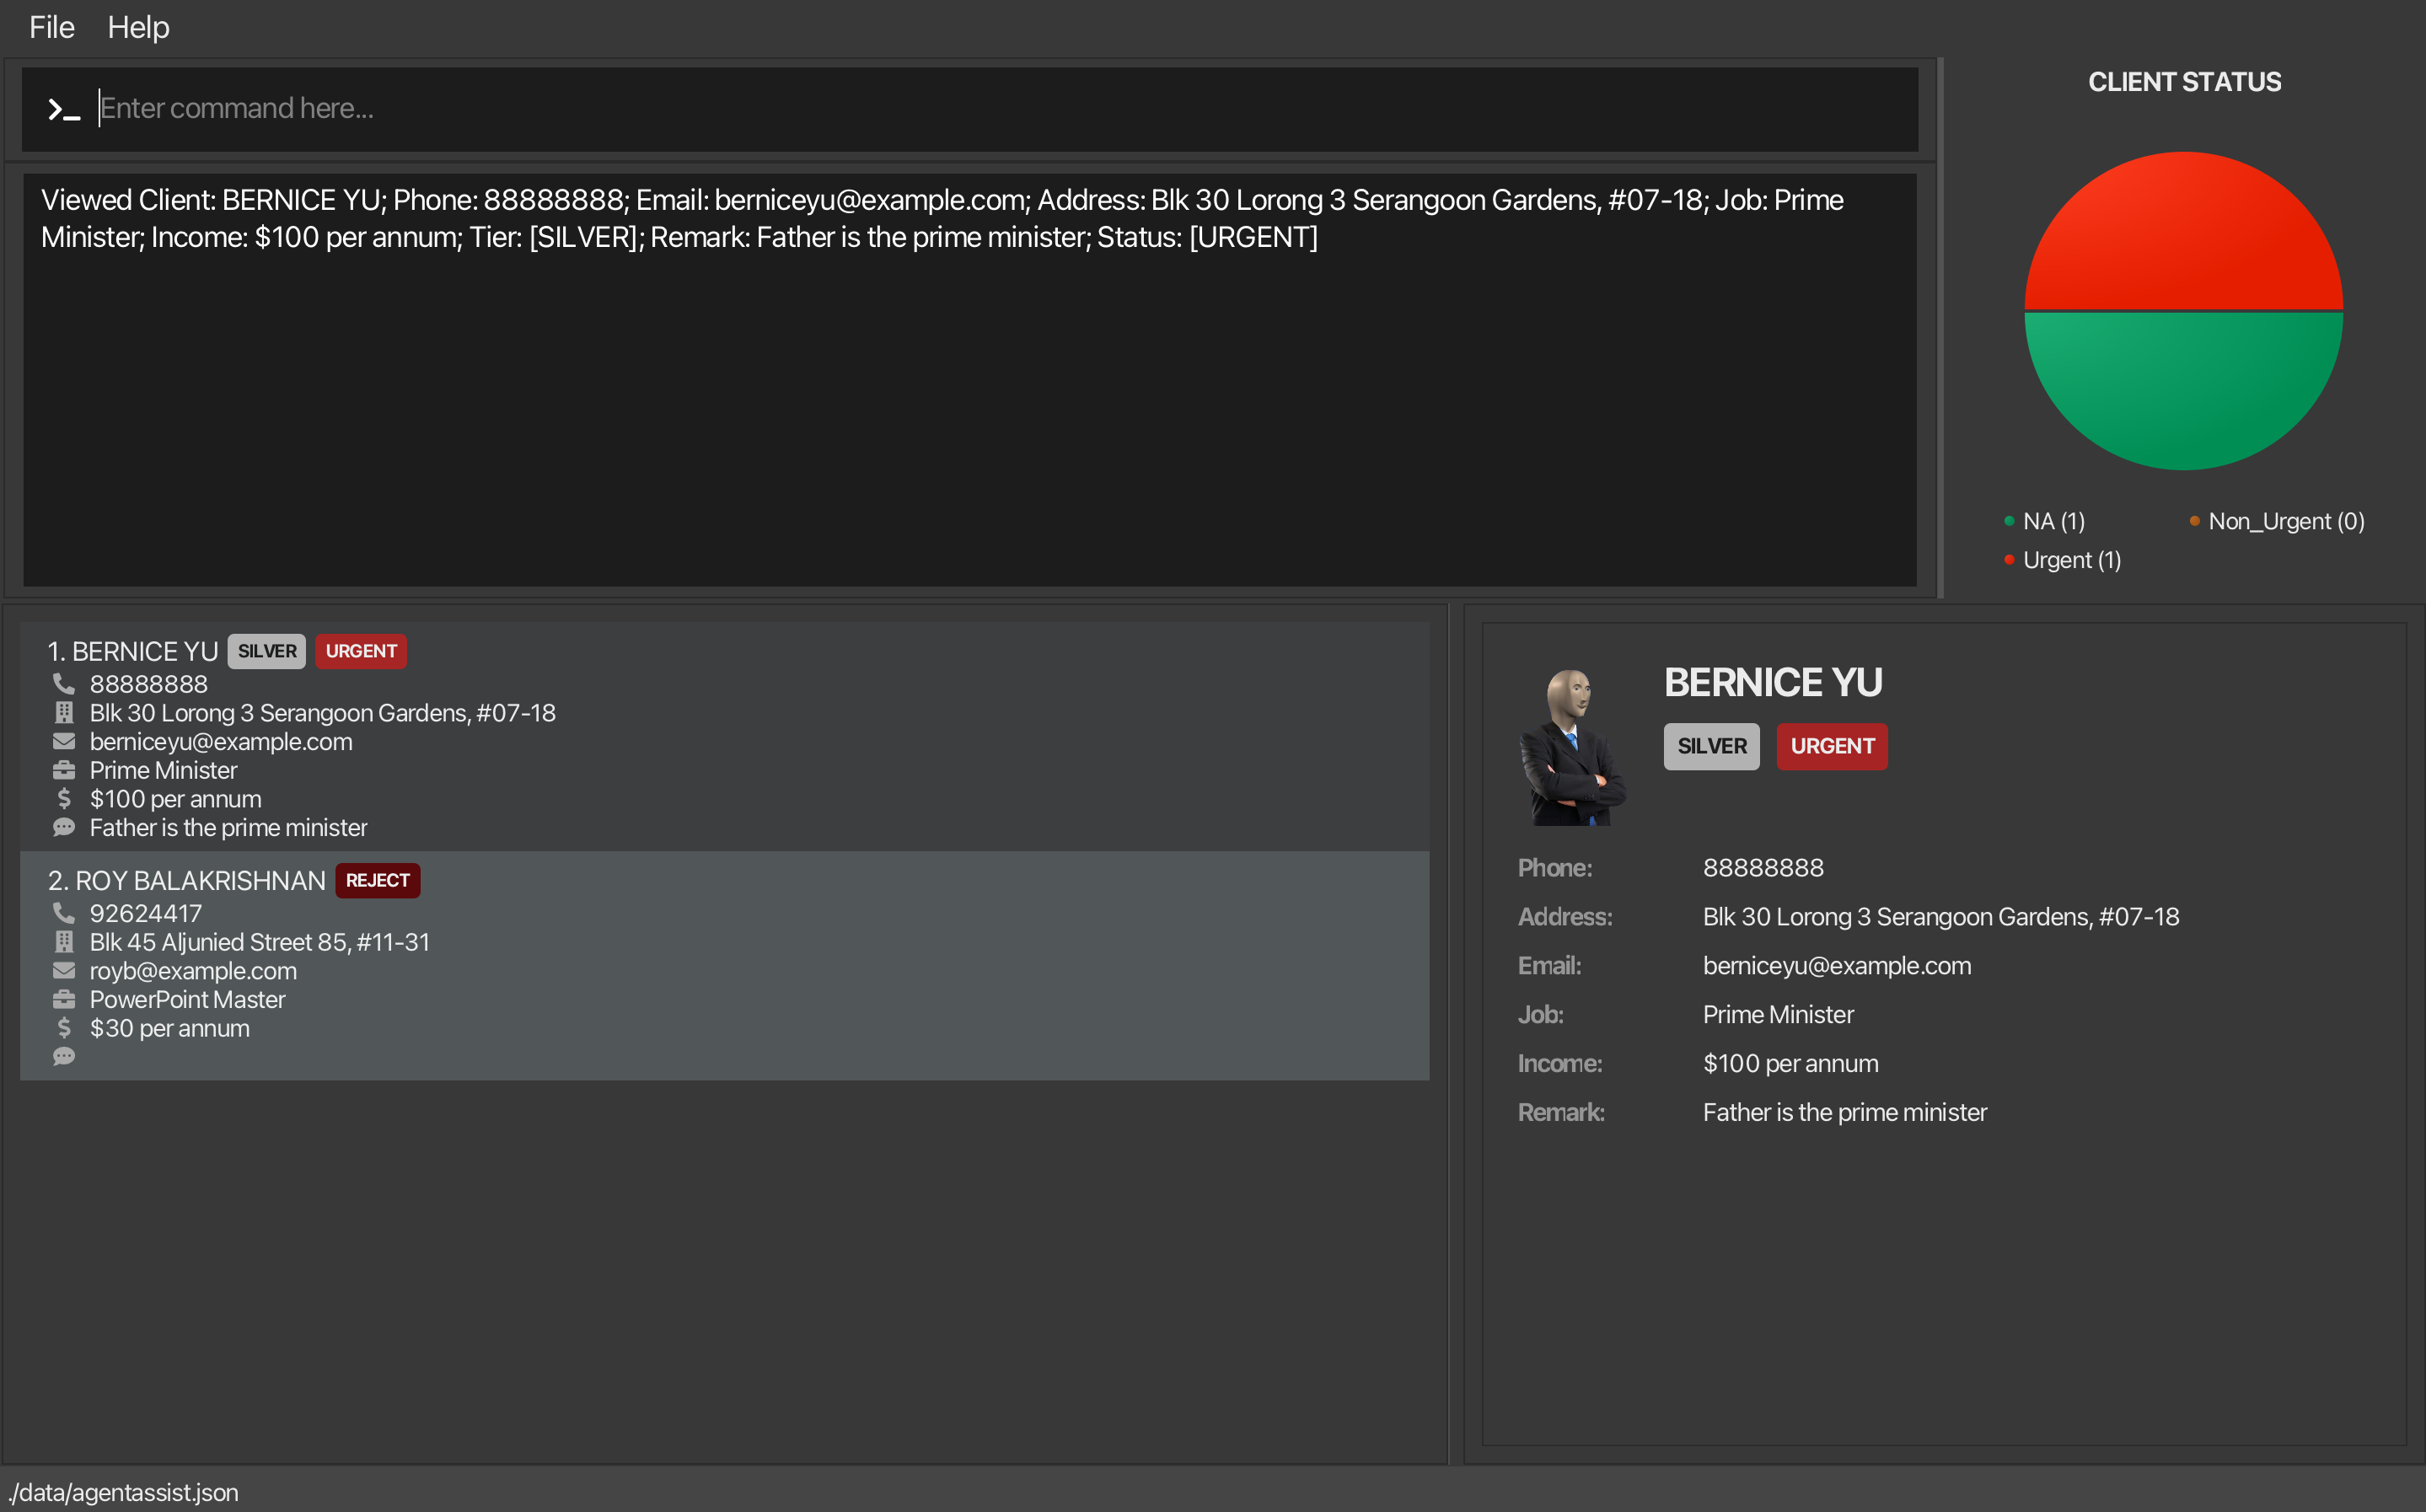 File Help
Enter command here...
Viewed Client: BERNICE YU; Phone: 88888888; Email: berniceyu@example.com; Address: Blk 30 Lorong 3 Serangoon Gardens, #07-18; Job: Prime
Minister; Income: $100 per annum; Tier: [SILVER]; Remark: Father is the prime minister; Status: [URGENT]
CLIENT STATUS
NA (1) Non_Urgent (0)
Urgent (1)
1. BERNICE YU SILVER URGENT
88888888
Blk 30 Lorong 3 Serangoon Gardens, #07-18
berniceyu@example.com
Prime Minister
$100 per annum
Father is the prime minister
2. ROY BALAKRISHNAN REJECT
92624417
Blk 45 Aljunied Street 85, #11-31
royb@example.com
PowerPoint Master
$30 per annum
BERNICE YU
SILVER URGENT
Phone: 88888888
Address: Blk 30 Lorong 3 Serangoon Gardens, #07-18
Email: berniceyu@example.com
Job: Prime Minister
Income: $100 per annum
Remark: Father is the prime minister
./data/agentassist.json